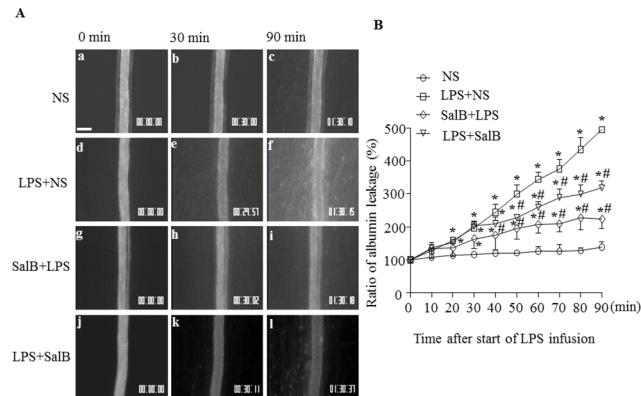 A
0 min
30 min
90 min
NS
a
00:00:00
b
00:30:00
c
01:30:10
LPS+NS
d
00:00:00
e
00:29:57
f
01:30:15
SalB+LPS
g
00:00:00
h
00:30:02
i
01:30:18
LPS+SalB
j
00:00:00
k
00:30:11
l
01:30:37
B
NS
LPS+NS
SalB+LPS
LPS+SalB
Ratio of albumin leakage (%)
500
400
300
200
100
0
0 10 20 30 40 50 60 70 80 90 (min)
* * * * * * * *
* *# *# *# *# *# *#
* * *# *# *# *# *# *#
Time after start of LPS infusion